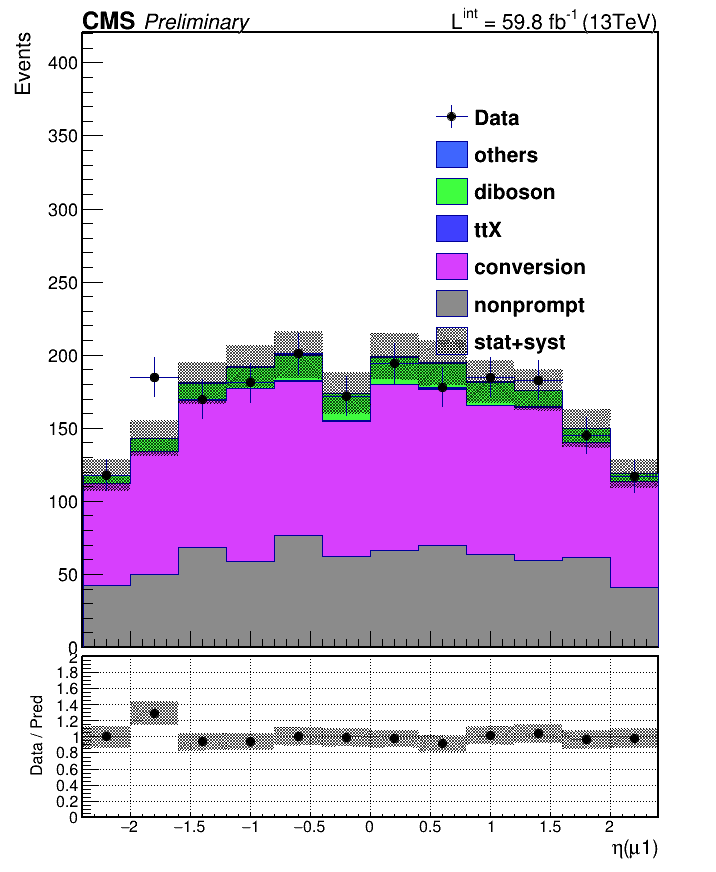 CMS Preliminary
L^int = 59.8 fb^-1 (13TeV)
Events
400
350
300
250
200
150
100
50
0
Data
others
diboson
ttX
conversion
nonprompt
stat+syst
Data / Pred
2
1.8
1.6
1.4
1.2
1
0.8
0.6
0.4
0.2
0
−2 −1.5 −1 −0.5 0 0.5 1 1.5 2
η(μ1)